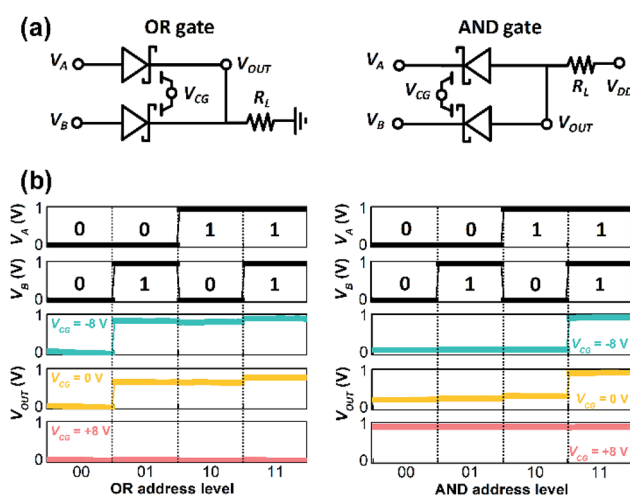 (a)
OR gate
AND gate
V_A
V_OUT
V_CG
V_B
R_L
V_A
V_CG
R_L
V_DD
V_B
V_OUT
(b)
V_A (V)
1
0
0 0 1 1
V_B (V)
1
0
0 1 0 1
V_OUT (V)
1
0
V_CG = -8 V
1
0
V_CG = 0 V
1
0
V_CG = +8 V
00 01 10 11
OR address level
V_A (V)
1
0
0 0 1 1
V_B (V)
1
0
0 1 0 1
V_OUT (V)
1
0
V_CG = -8 V
1
0
V_CG = 0 V
1
0
V_CG = +8 V
00 01 10 11
AND address level